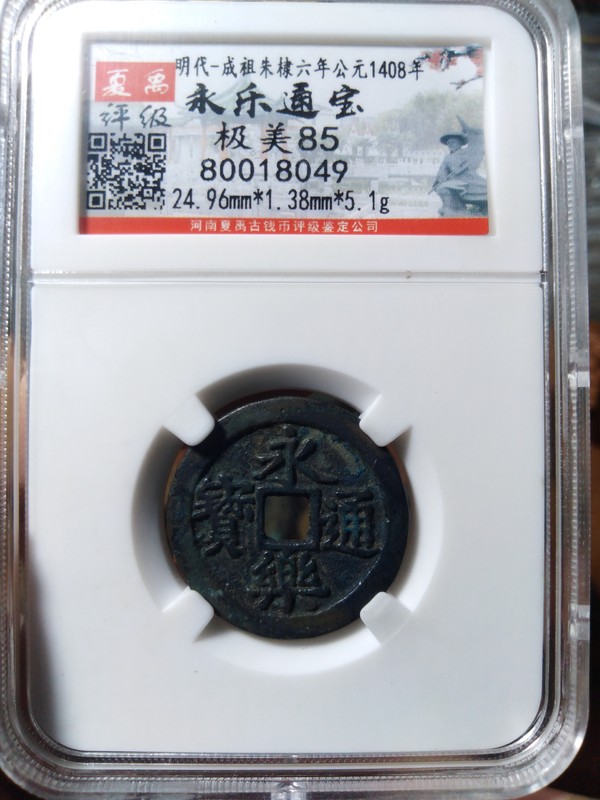 夏禹
评级
明代-成祖朱棣六年公元1408年
永乐通宝
极美85
80018049
24.96mm*1.38mm*5.1g
河南夏禹古钱币评级鉴定公司
永樂通寶